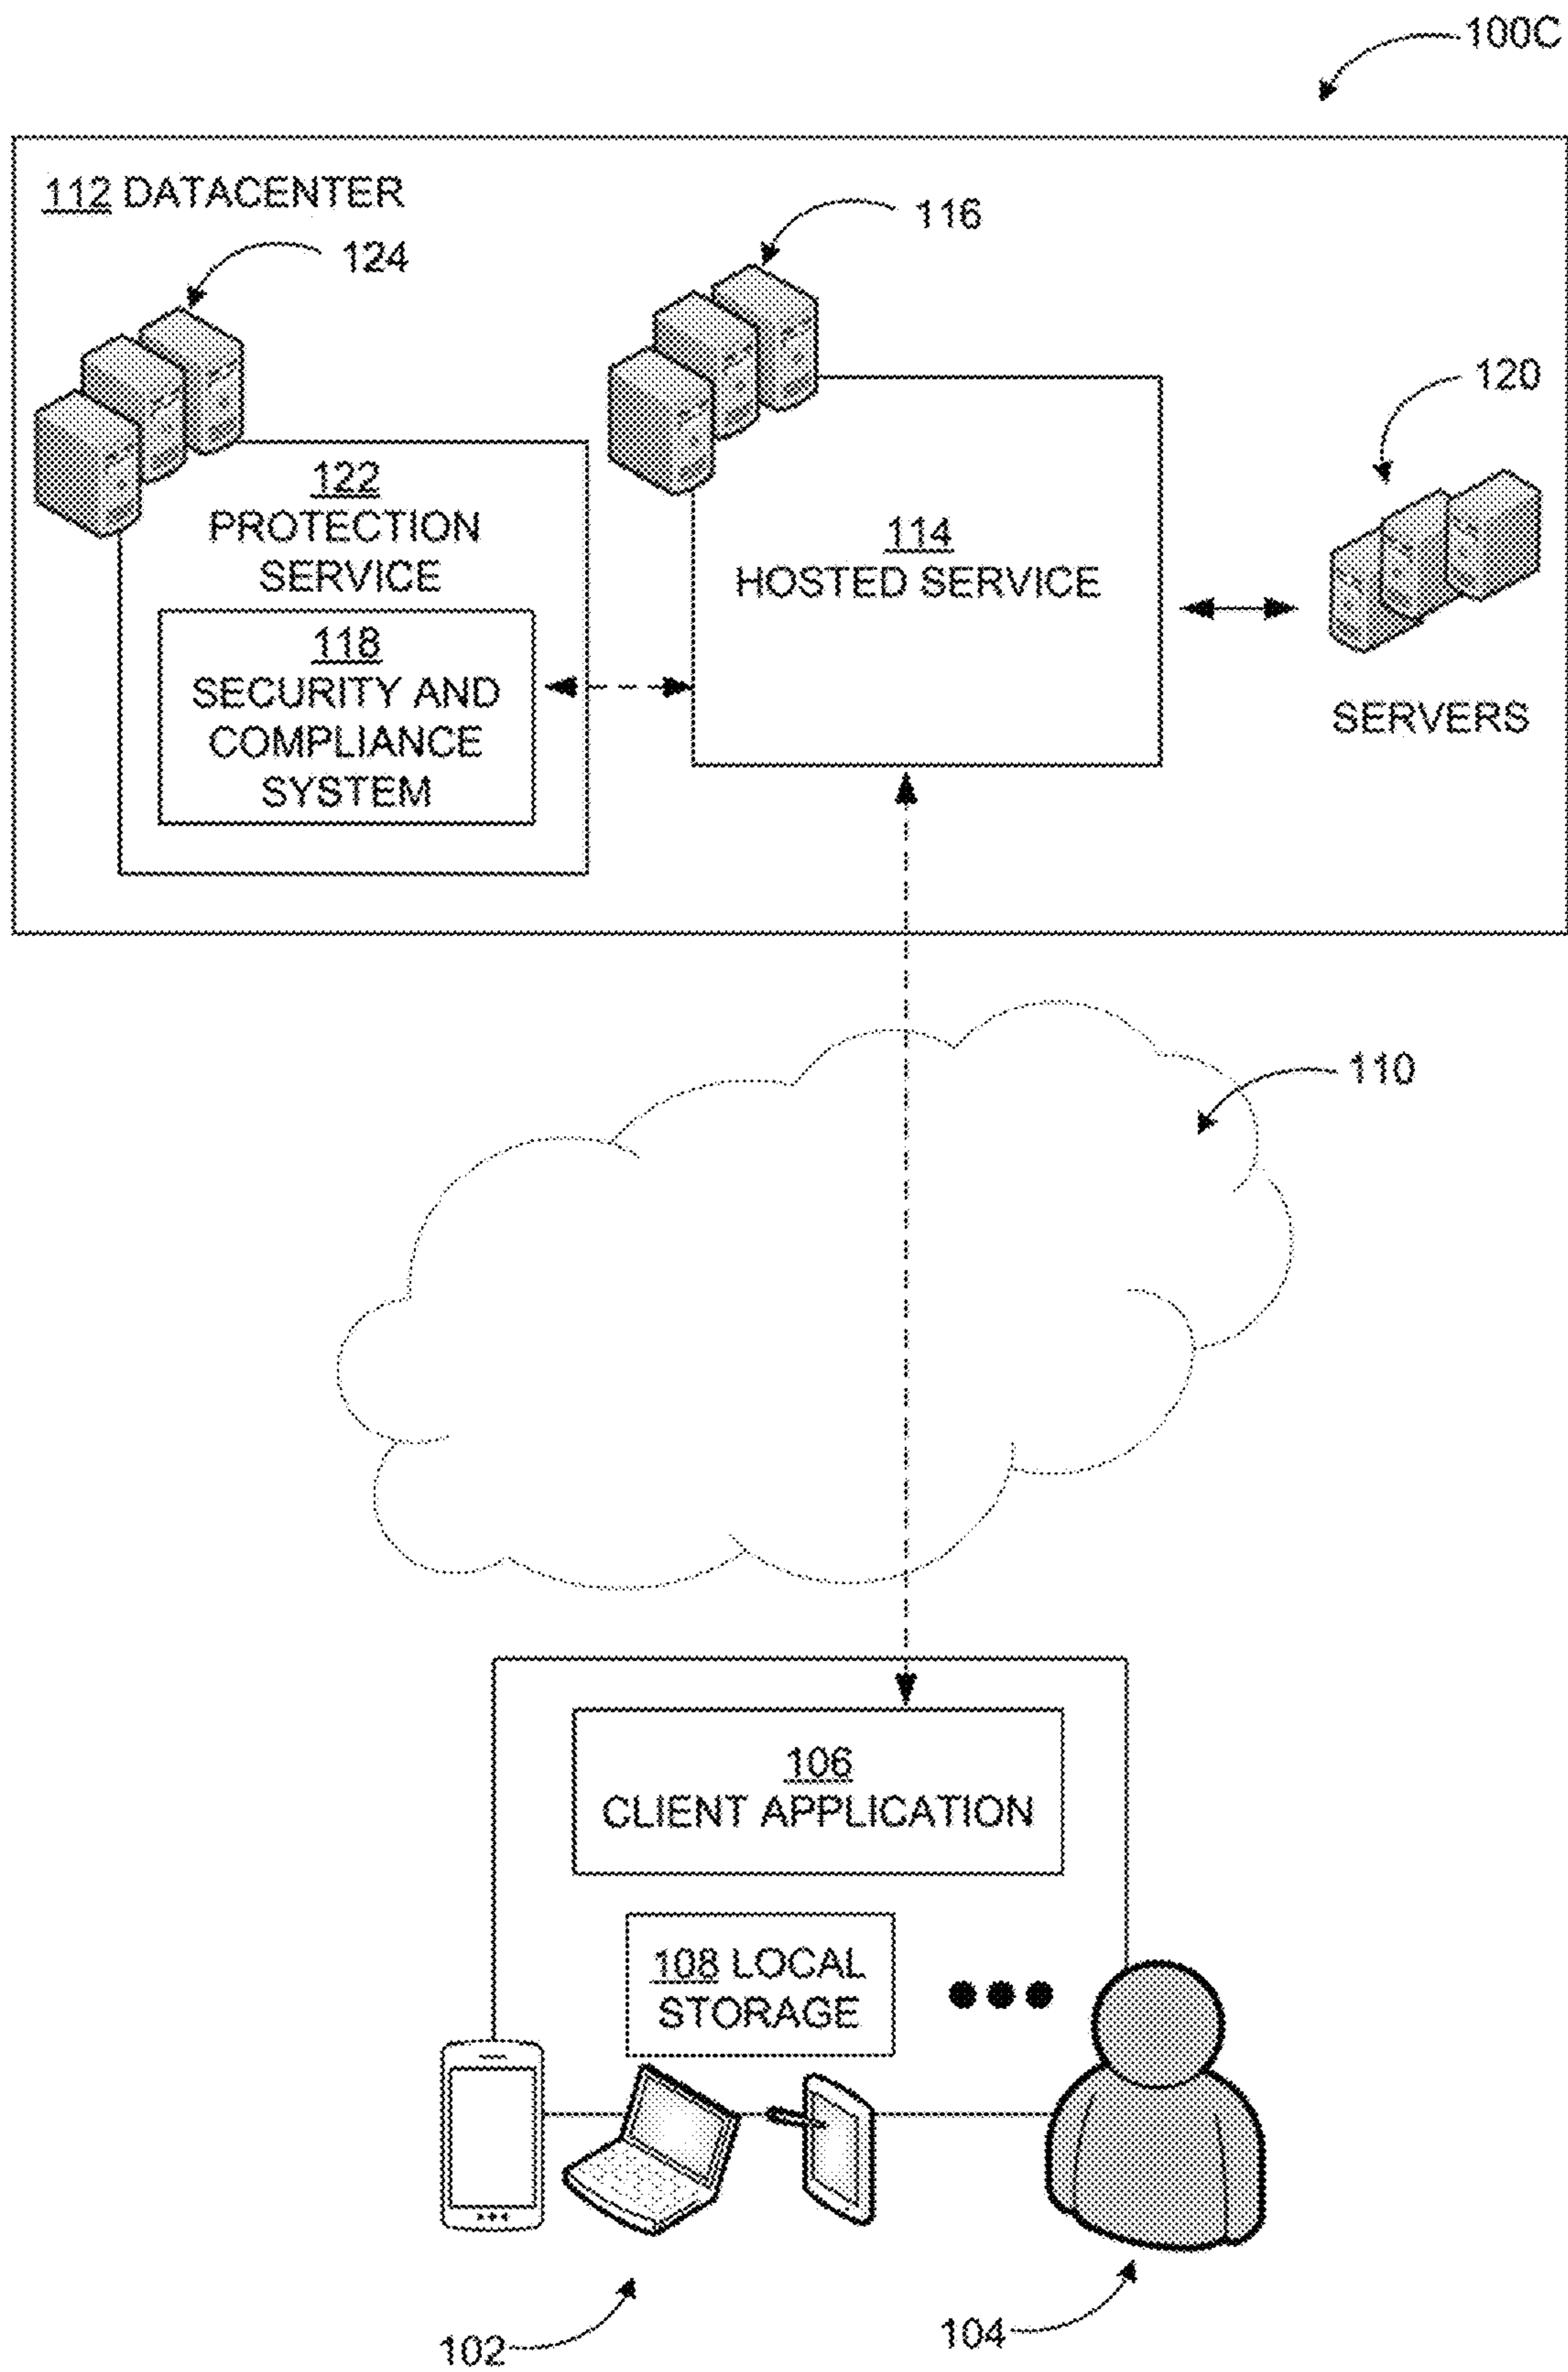 100C
112 DATACENTER
124
116
120
122
PROTECTION
SERVICE
118
SECURITY AND
COMPLIANCE
SYSTEM
114
HOSTED SERVICE
SERVERS
110
106
CLIENT APPLICATION
108 LOCAL
STORAGE
102
104